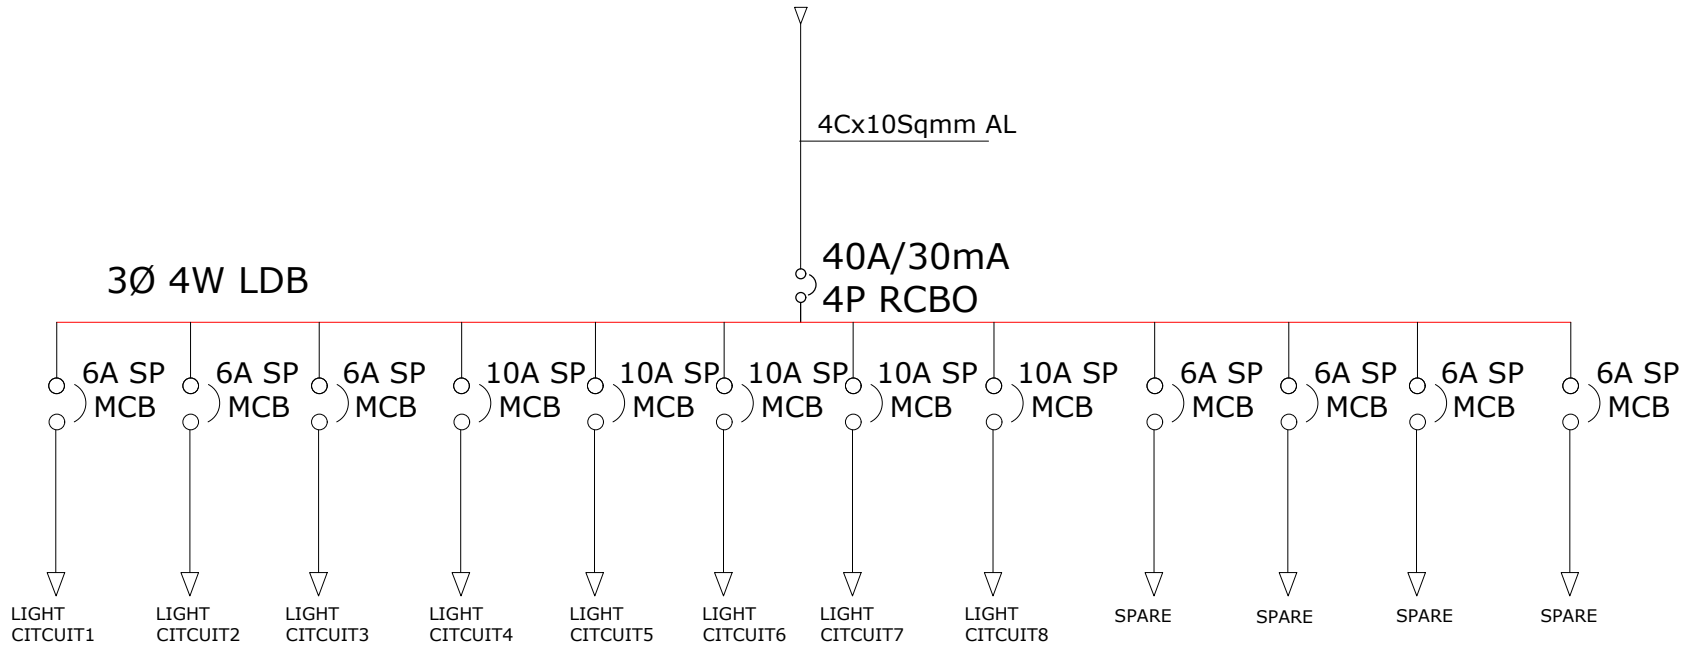 4Cx10Sqmm AL
40A/30mA
4P RCBO
3Ø 4W LDB
6A SP
MCB
6A SP
MCB
6A SP
MCB
10A SP
MCB
10A SP
MCB
10A SP
MCB
10A SP
MCB
10A SP
MCB
6A SP
MCB
6A SP
MCB
6A SP
MCB
6A SP
MCB
LIGHT
CITCUIT1
LIGHT
CITCUIT2
LIGHT
CITCUIT3
LIGHT
CITCUIT4
LIGHT
CITCUIT5
LIGHT
CITCUIT6
LIGHT
CITCUIT7
LIGHT
CITCUIT8
SPARE
SPARE
SPARE
SPARE